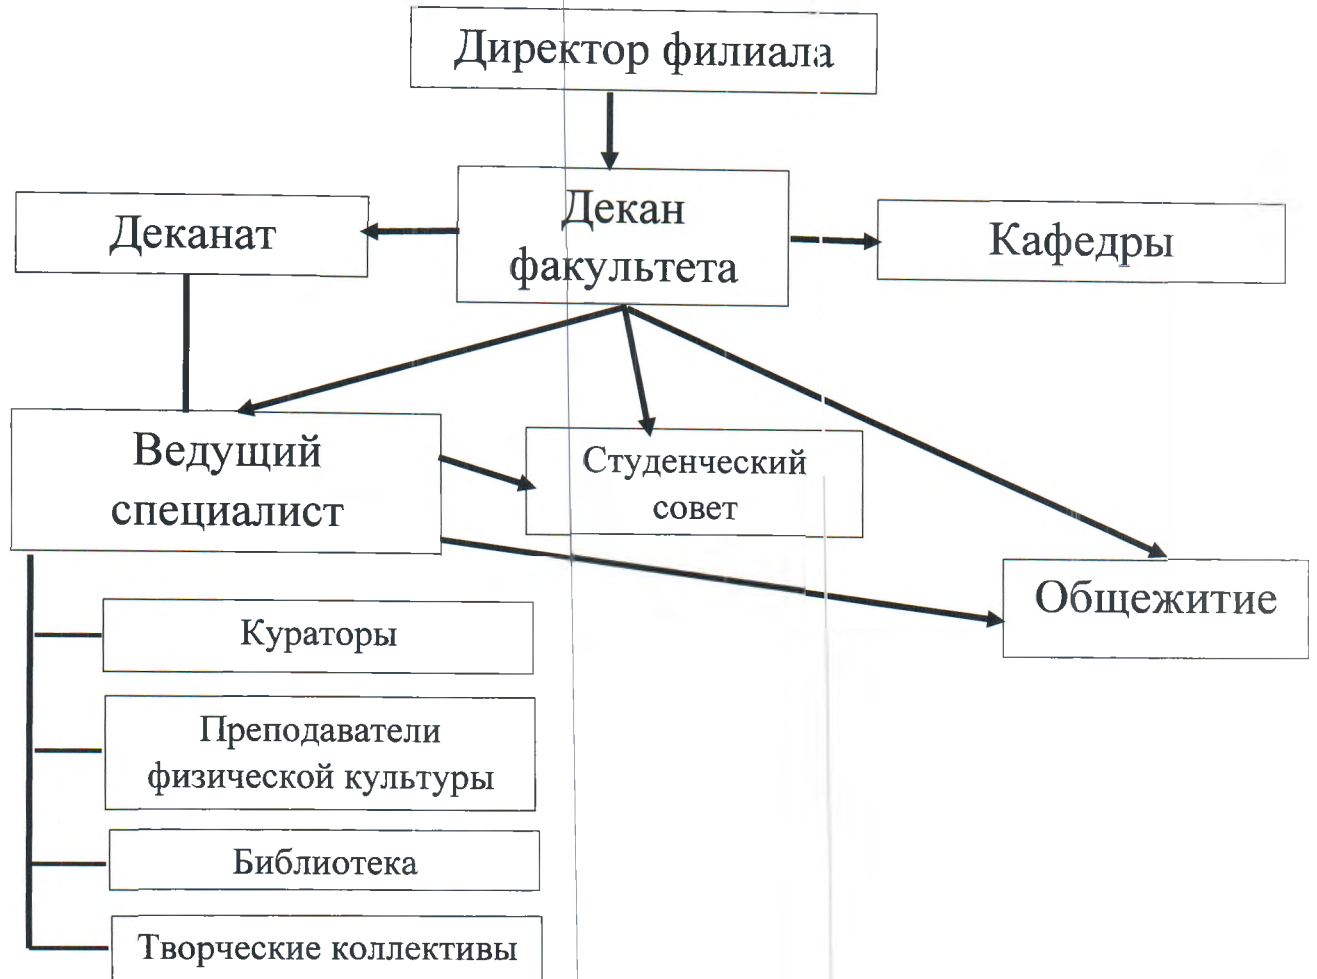 Директор филиала
Деканат
Декан
факультета
Кафедры
Ведущий
специалист
Студенческий
совет
Общежитие
Кураторы
Преподаватели
физической культуры
Библиотека
Творческие коллективы